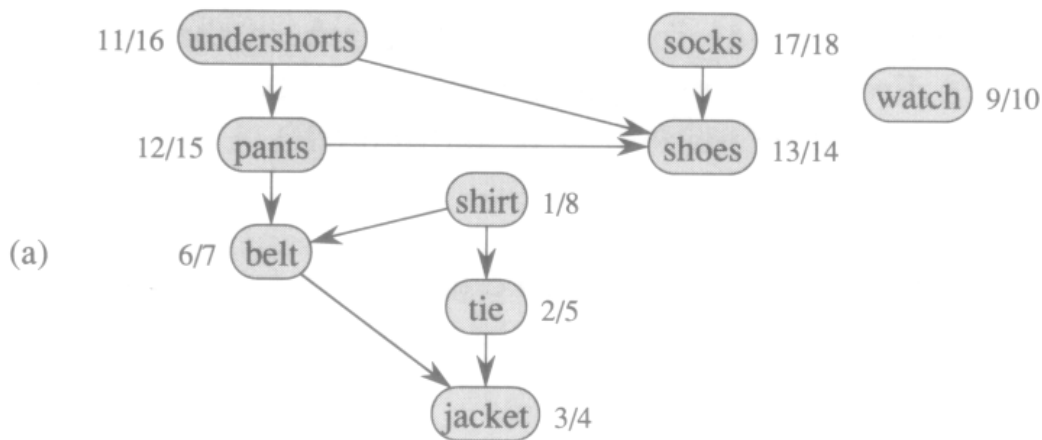 11/16 undershorts socks 17/18
watch 9/10
12/15 pants shoes 13/14
shirt 1/8
(a) 6/7 belt
tie 2/5
jacket 3/4